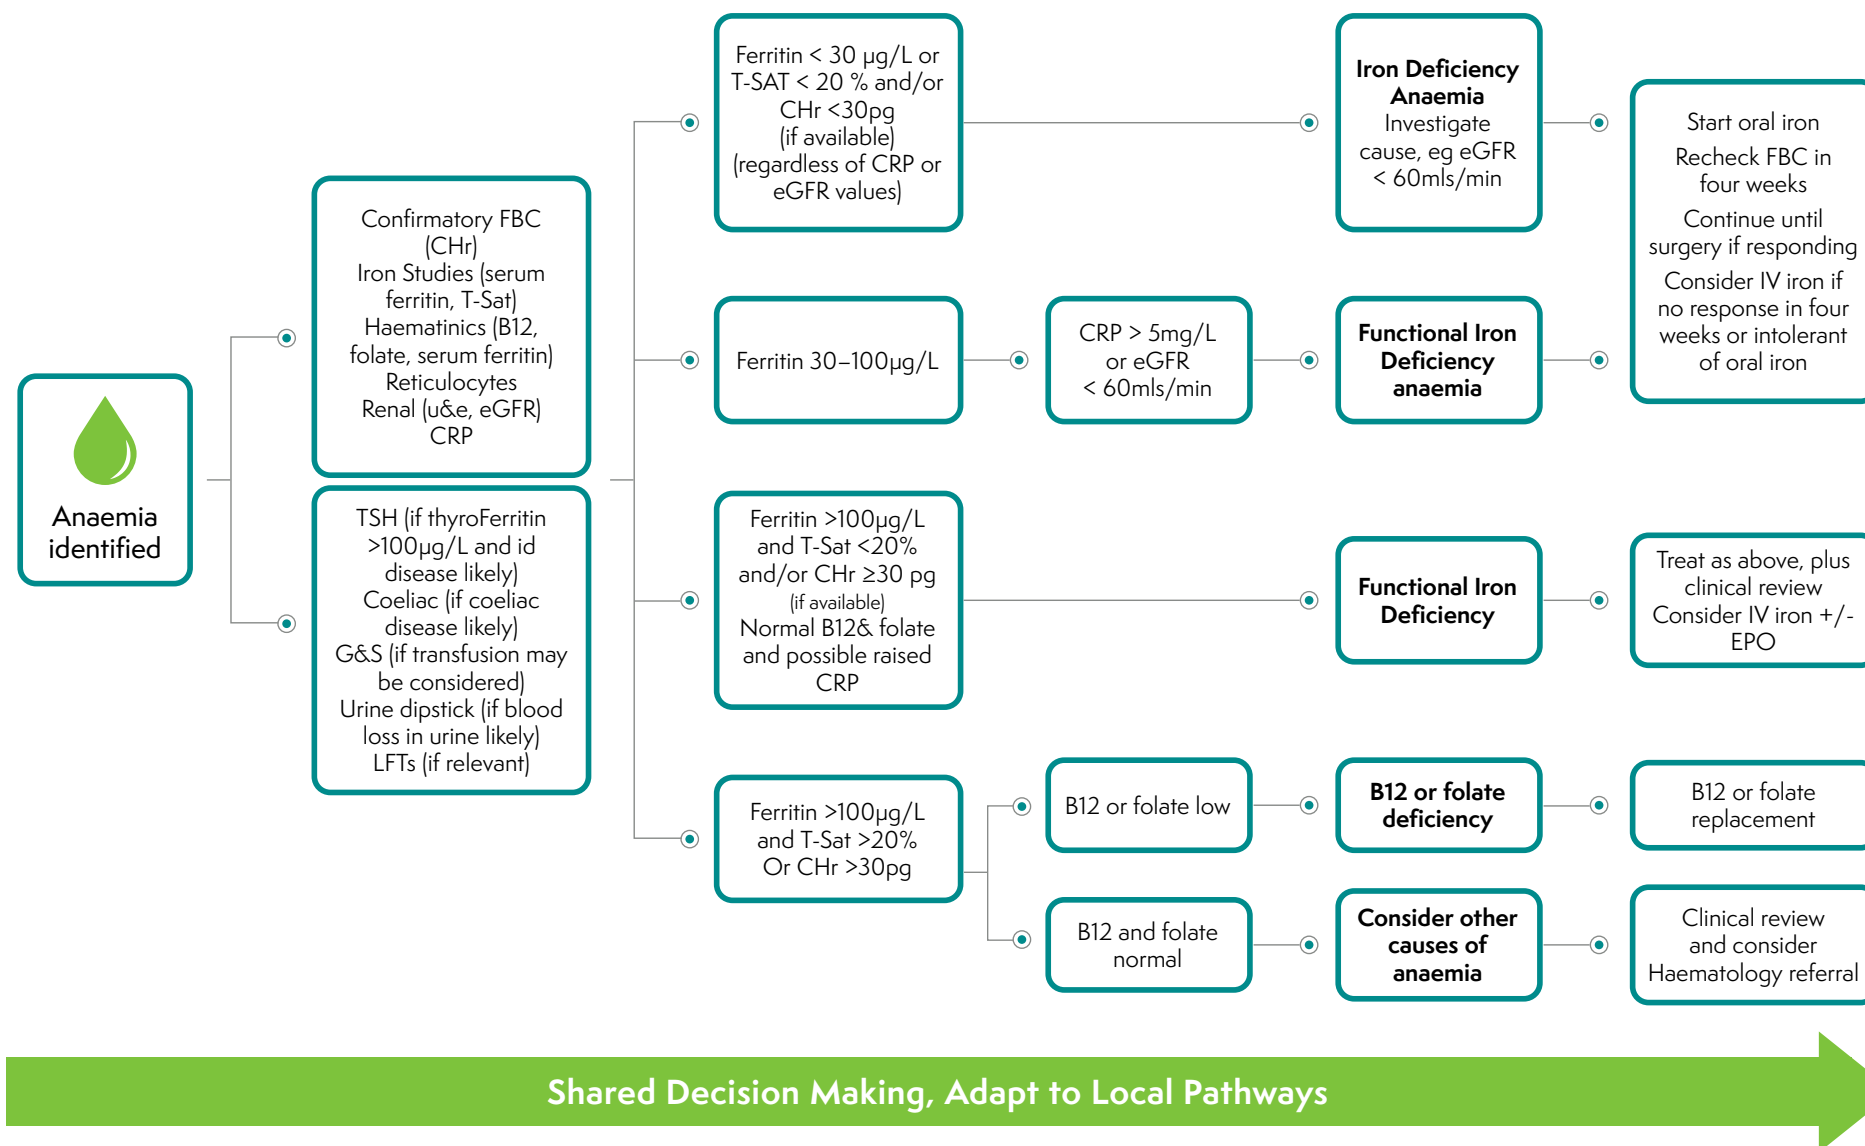 Anaemia
identified
Confirmatory FBC
(CHr)
Iron Studies (serum
ferritin, T-Sat)
Haematinics (B12,
folate, serum ferritin)
Reticulocytes
Renal (u&e, eGFR)
CRP
TSH (if thyroFerritin
>100µg/L and id
disease likely)
Coeliac (if coeliac
disease likely)
G&S (if transfusion may
be considered)
Urine dipstick (if blood
loss in urine likely)
LFTs (if relevant)
Ferritin < 30 µg/L or
T-SAT < 20 % and/or
CHr <30pg
(if available)
(regardless of CRP or
eGFR values)
Iron Deficiency
Anaemia
Investigate
cause, eg eGFR
< 60mls/min
Start oral iron
Recheck FBC in
four weeks
Continue until
surgery if responding
Consider IV iron if
no response in four
weeks or intolerant
of oral iron
Ferritin 30–100µg/L
CRP > 5mg/L
or eGFR
< 60mls/min
Functional Iron
Deficiency
anaemia
Ferritin >100µg/L
and T-Sat <20%
and/or CHr ≥30 pg
(if available)
Normal B12& folate
and possible raised
CRP
Functional Iron
Deficiency
Treat as above, plus
clinical review
Consider IV iron +/-
EPO
Ferritin >100µg/L
and T-Sat >20%
Or CHr >30pg
B12 or folate low
B12 or folate
deficiency
B12 or folate
replacement
B12 and folate
normal
Consider other
causes of
anaemia
Clinical review
and consider
Haematology referral
Shared Decision Making, Adapt to Local Pathways